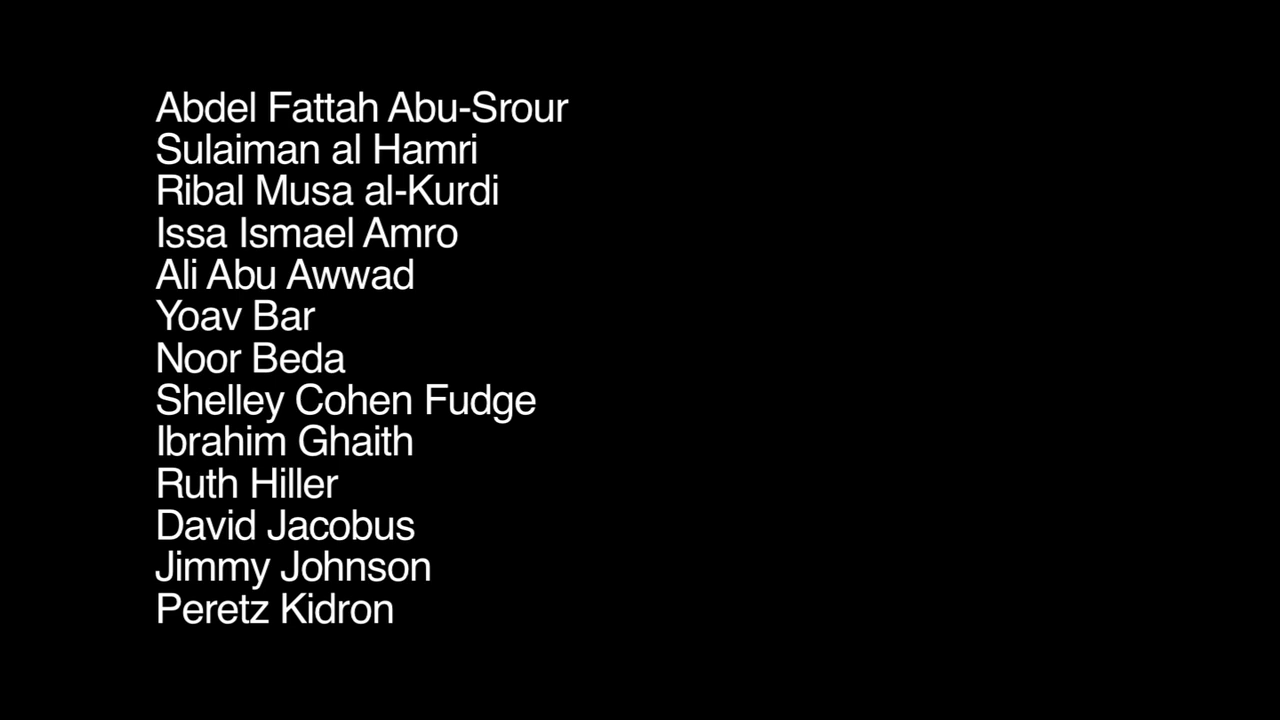 Abdel Fattah Abu-Srour
Sulaiman al Hamri
Ribal Musa al-Kurdi
Issa Ismael Amro
Ali Abu Awwad
Yoav Bar
Noor Beda
Shelley Cohen Fudge
Ibrahim Ghaith
Ruth Hiller
David Jacobus
Jimmy Johnson
Peretz Kidron